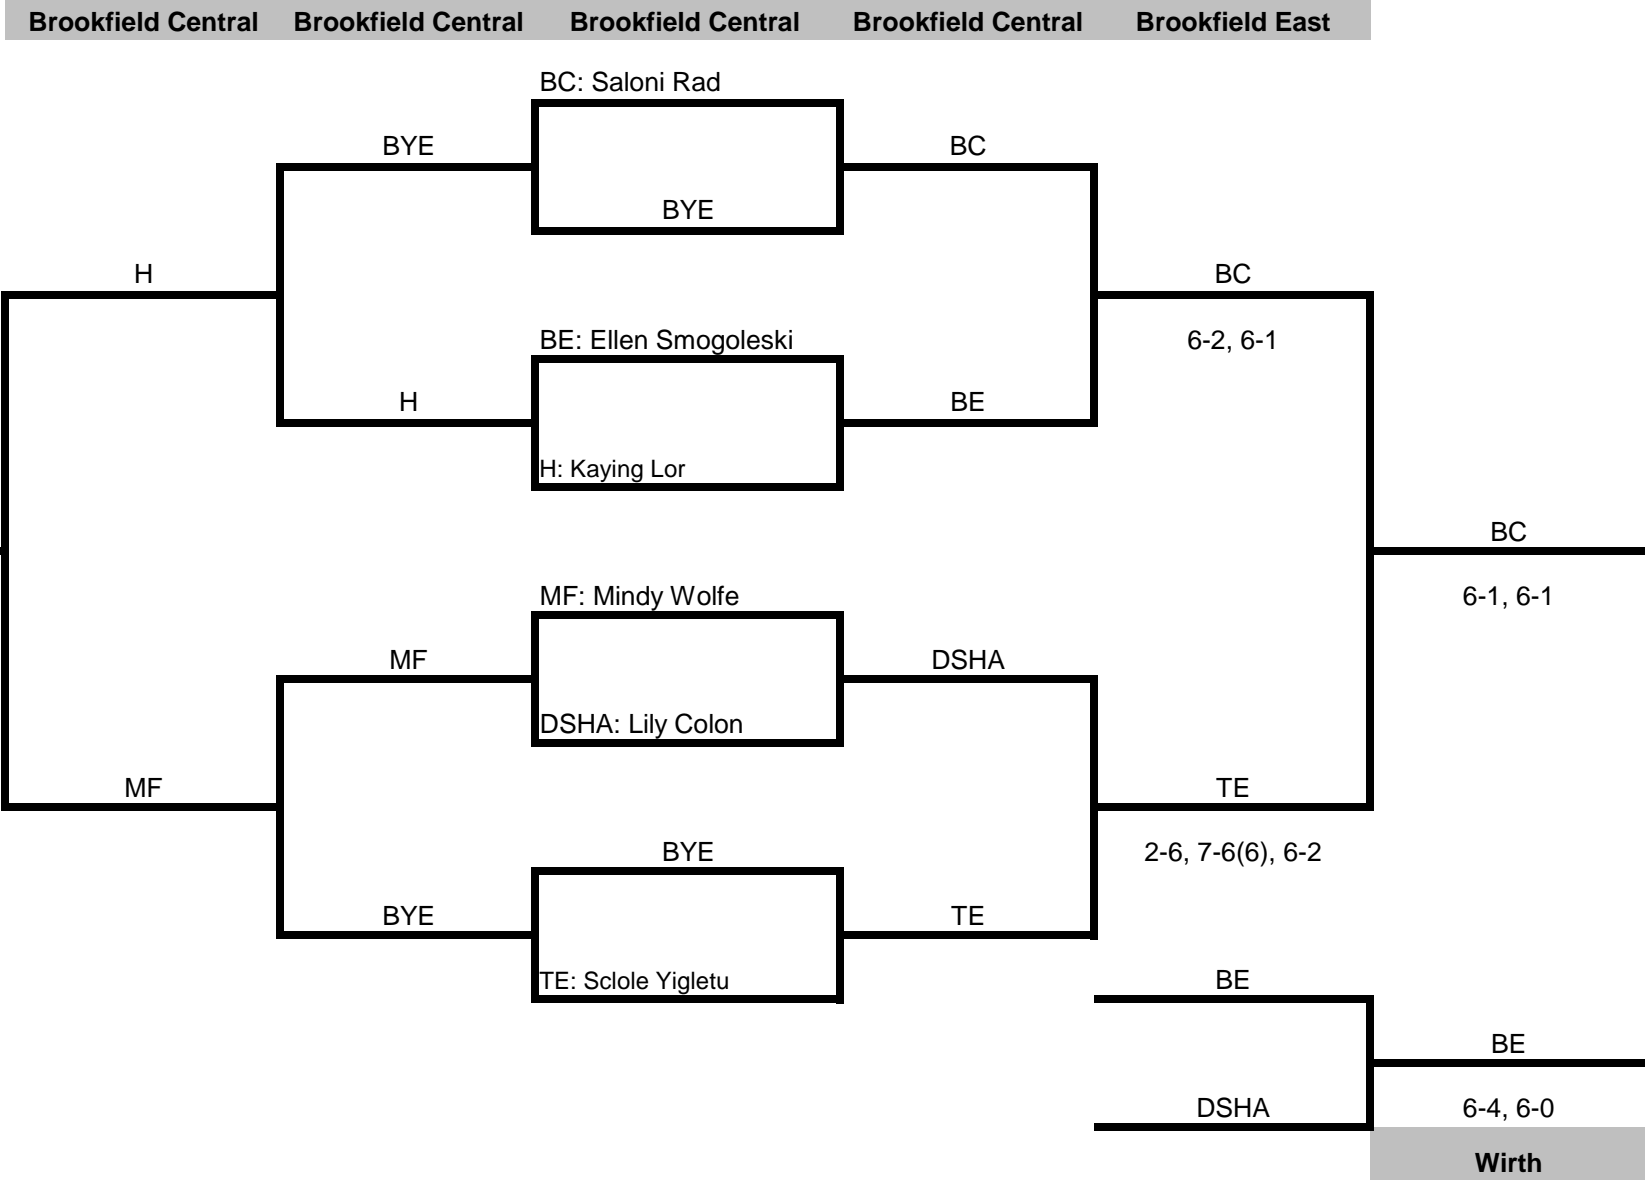 Brookfield Central Brookfield Central Brookfield Central Brookfield Central Brookfield East
BC: Saloni Rad
BYE BC
BYE
H BC
BE: Ellen Smogoleski 6-2, 6-1
H BE
H: Kaying Lor
BC
MF: Mindy Wolfe 6-1, 6-1
MF DSHA
DSHA: Lily Colon
MF TE
BYE 2-6, 7-6(6), 6-2
BYE TE
TE: Sclole Yigletu BE
BE
DSHA 6-4, 6-0
Wirth